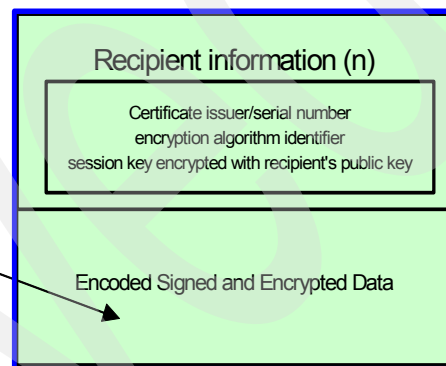 Recipient information (n)
Certificate issuer/serial number
encryption algorithm identifier
session key encrypted with recipient's public key
Encoded Signed and Encrypted Data